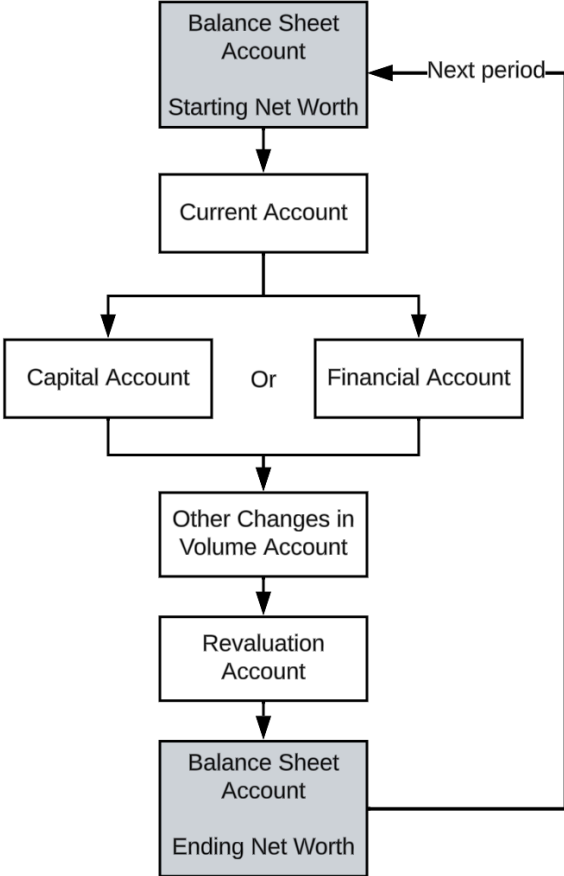 Balance Sheet
Account
Starting Net Worth
Next period
Current Account
Capital Account
Or
Financial Account
Other Changes in
Volume Account
Revaluation
Account
Balance Sheet
Account
Ending Net Worth